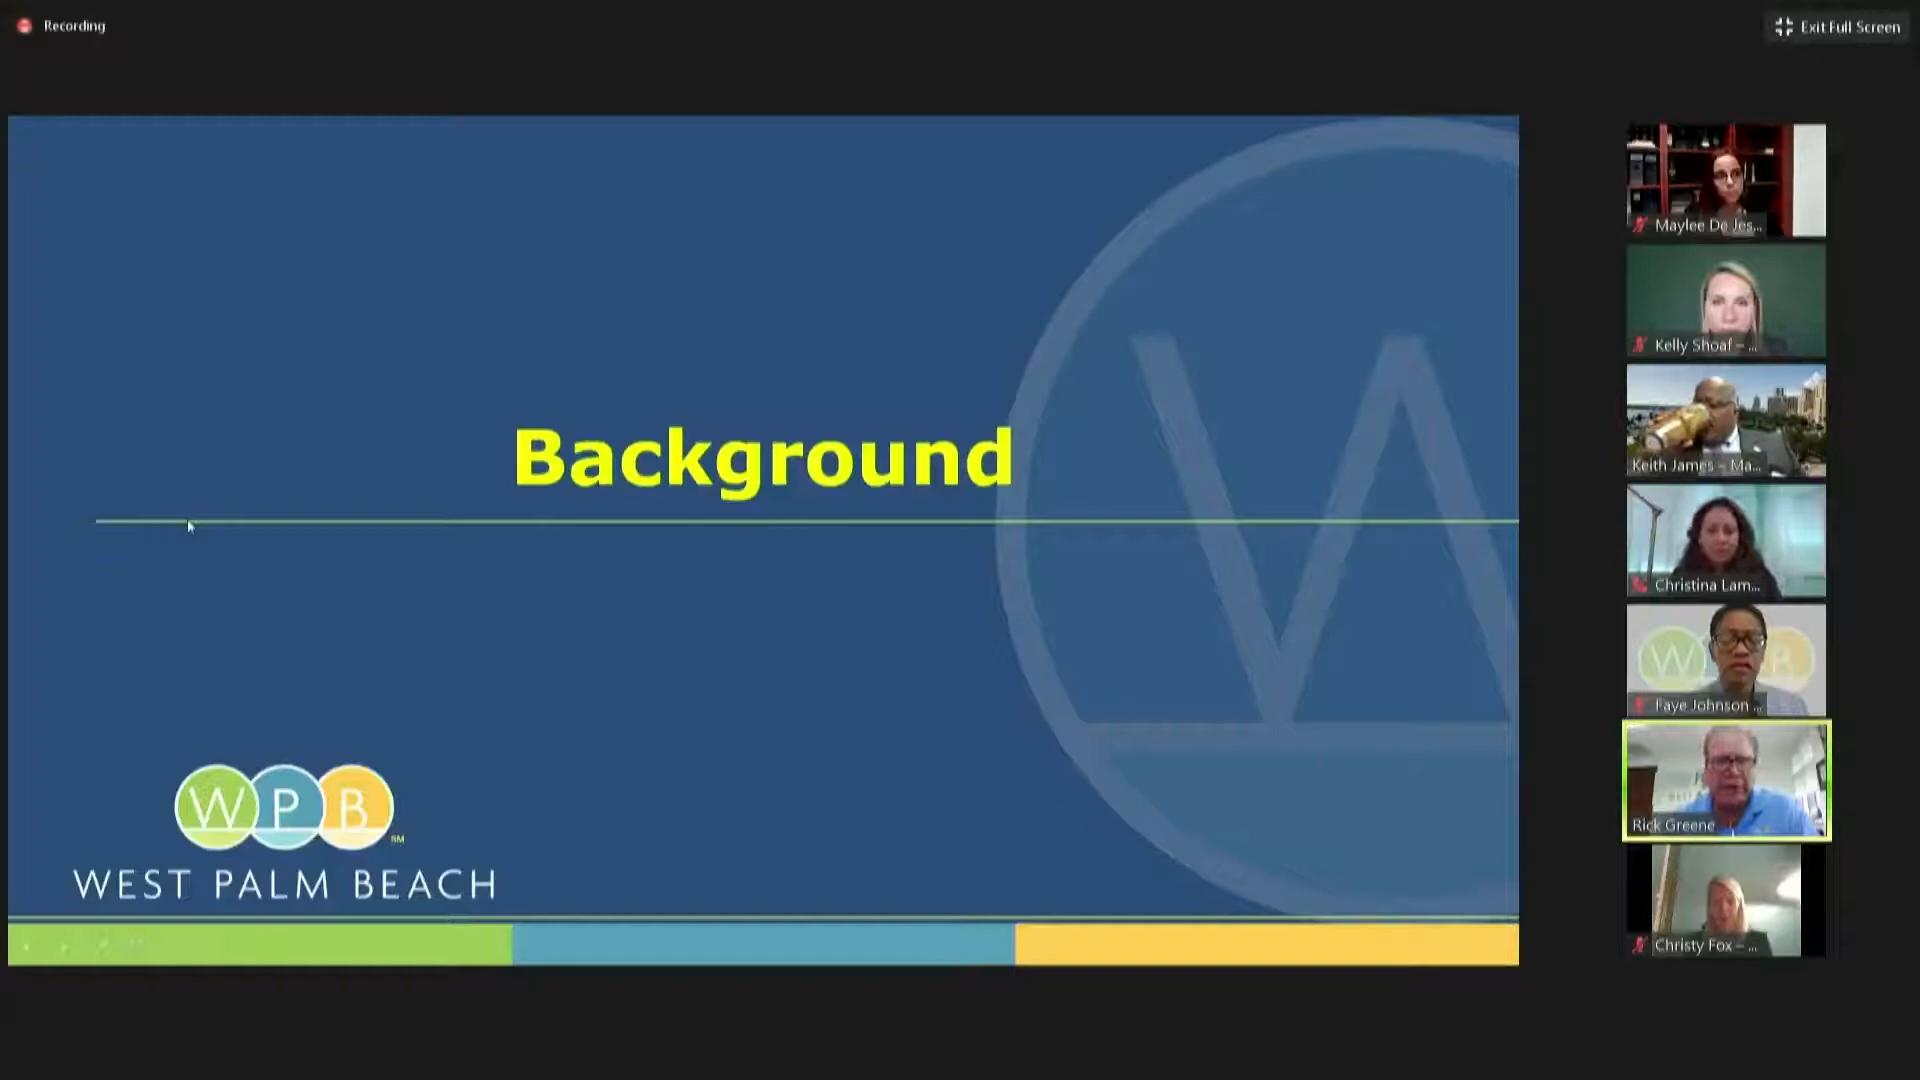 Recording
Exit Full Screen
Background
W P B SM
WEST PALM BEACH
Maylee De Jes...
Kelly Shoaf – ...
Keith James – Ma...
Christina Lam...
W B
Faye Johnson ...
Rick Greene
Christy Fox – ...